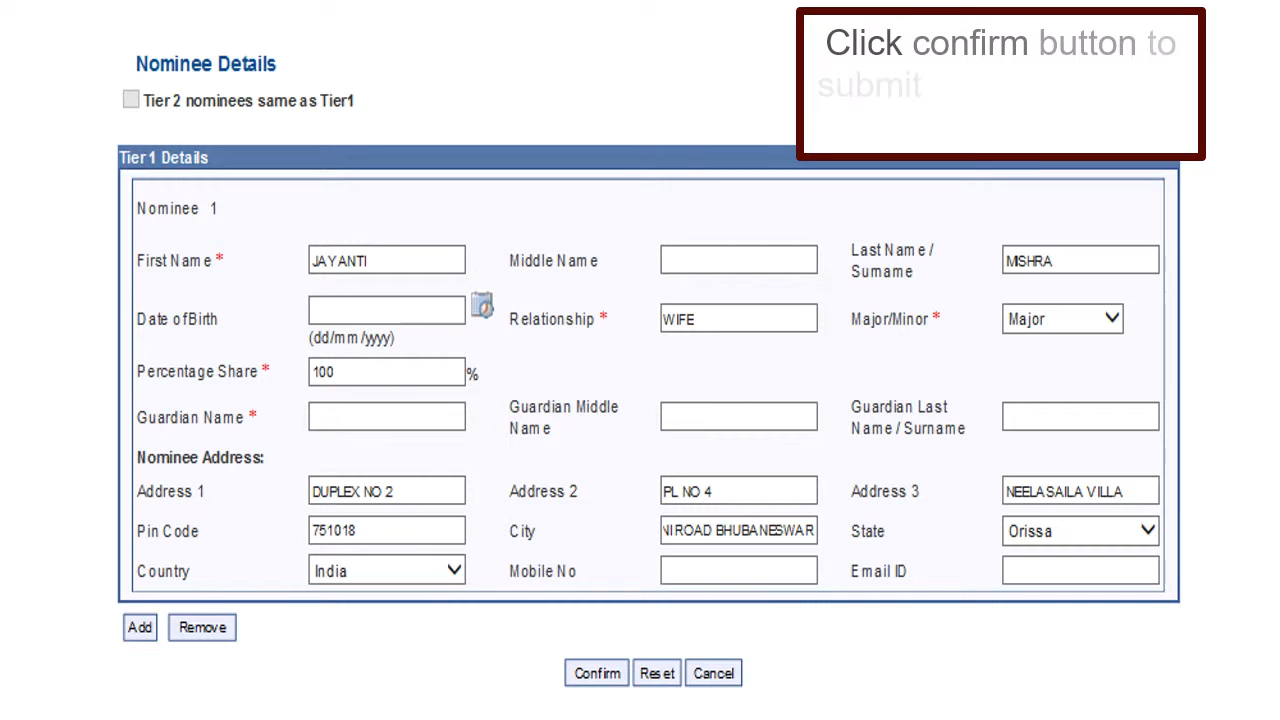 Click confirm button to
submit
Nominee Details
Tier 2 nominees same as Tier1
Tier 1 Details
Nominee 1
First Name * JAYANTI Middle Name Last Name / Surname MISHRA
Date of Birth (dd/mm/yyyy) Relationship * WIFE Major/Minor * Major
Percentage Share * 100 %
Guardian Name * Guardian Middle Name Guardian Last Name / Surname
Nominee Address:
Address 1 DUPLEX NO 2 Address 2 PL NO 4 Address 3 NEELASAILA VILLA
Pin Code 751018 City NIROAD BHUBANESWAR State Orissa
Country India Mobile No Email ID
Add Remove
Confirm Reset Cancel